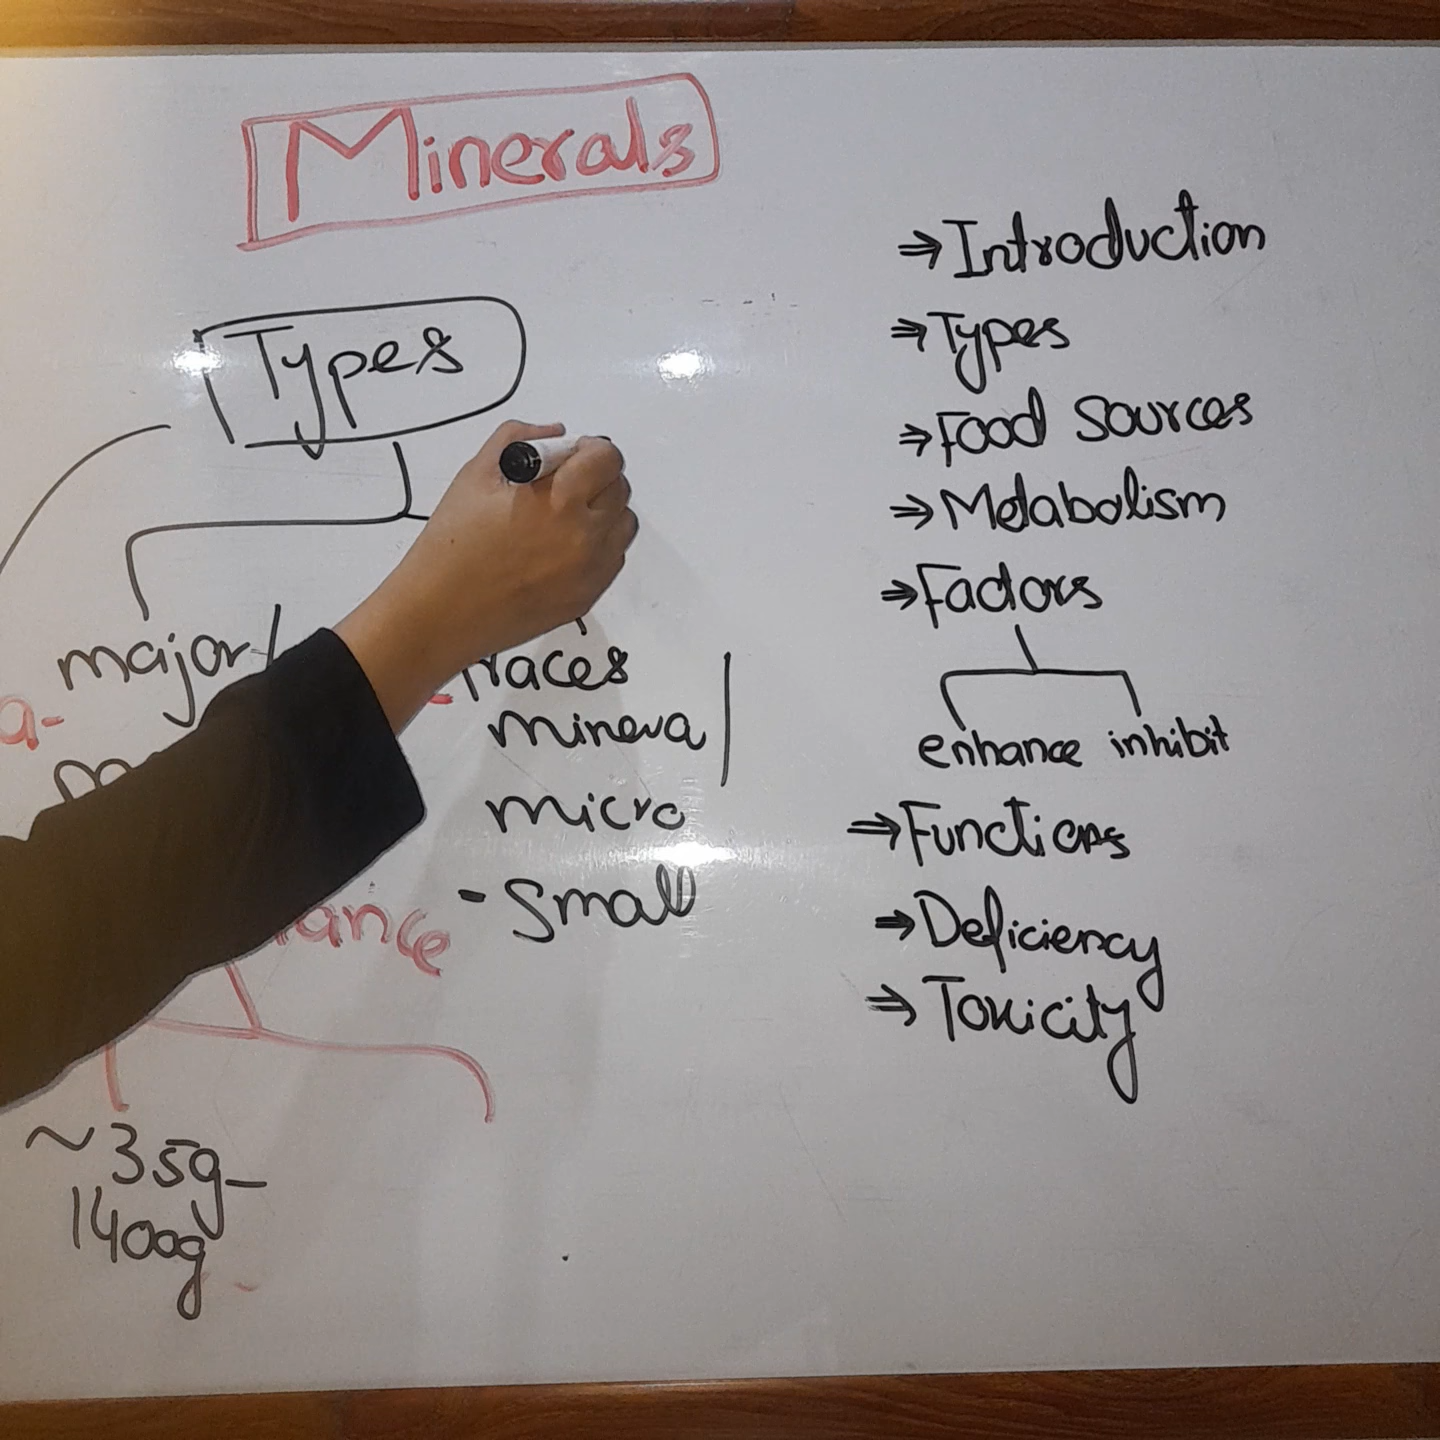 Minerals
Types
major/
a-
traces
minera/
micro
- Small
~35g-
1400g
⇒ Introduction
⇒ Types
⇒ Food Sources
⇒ Metabolism
⇒ Factors
enhance inhibit
⇒ Functions
⇒ Deficiency
⇒ Toxicity